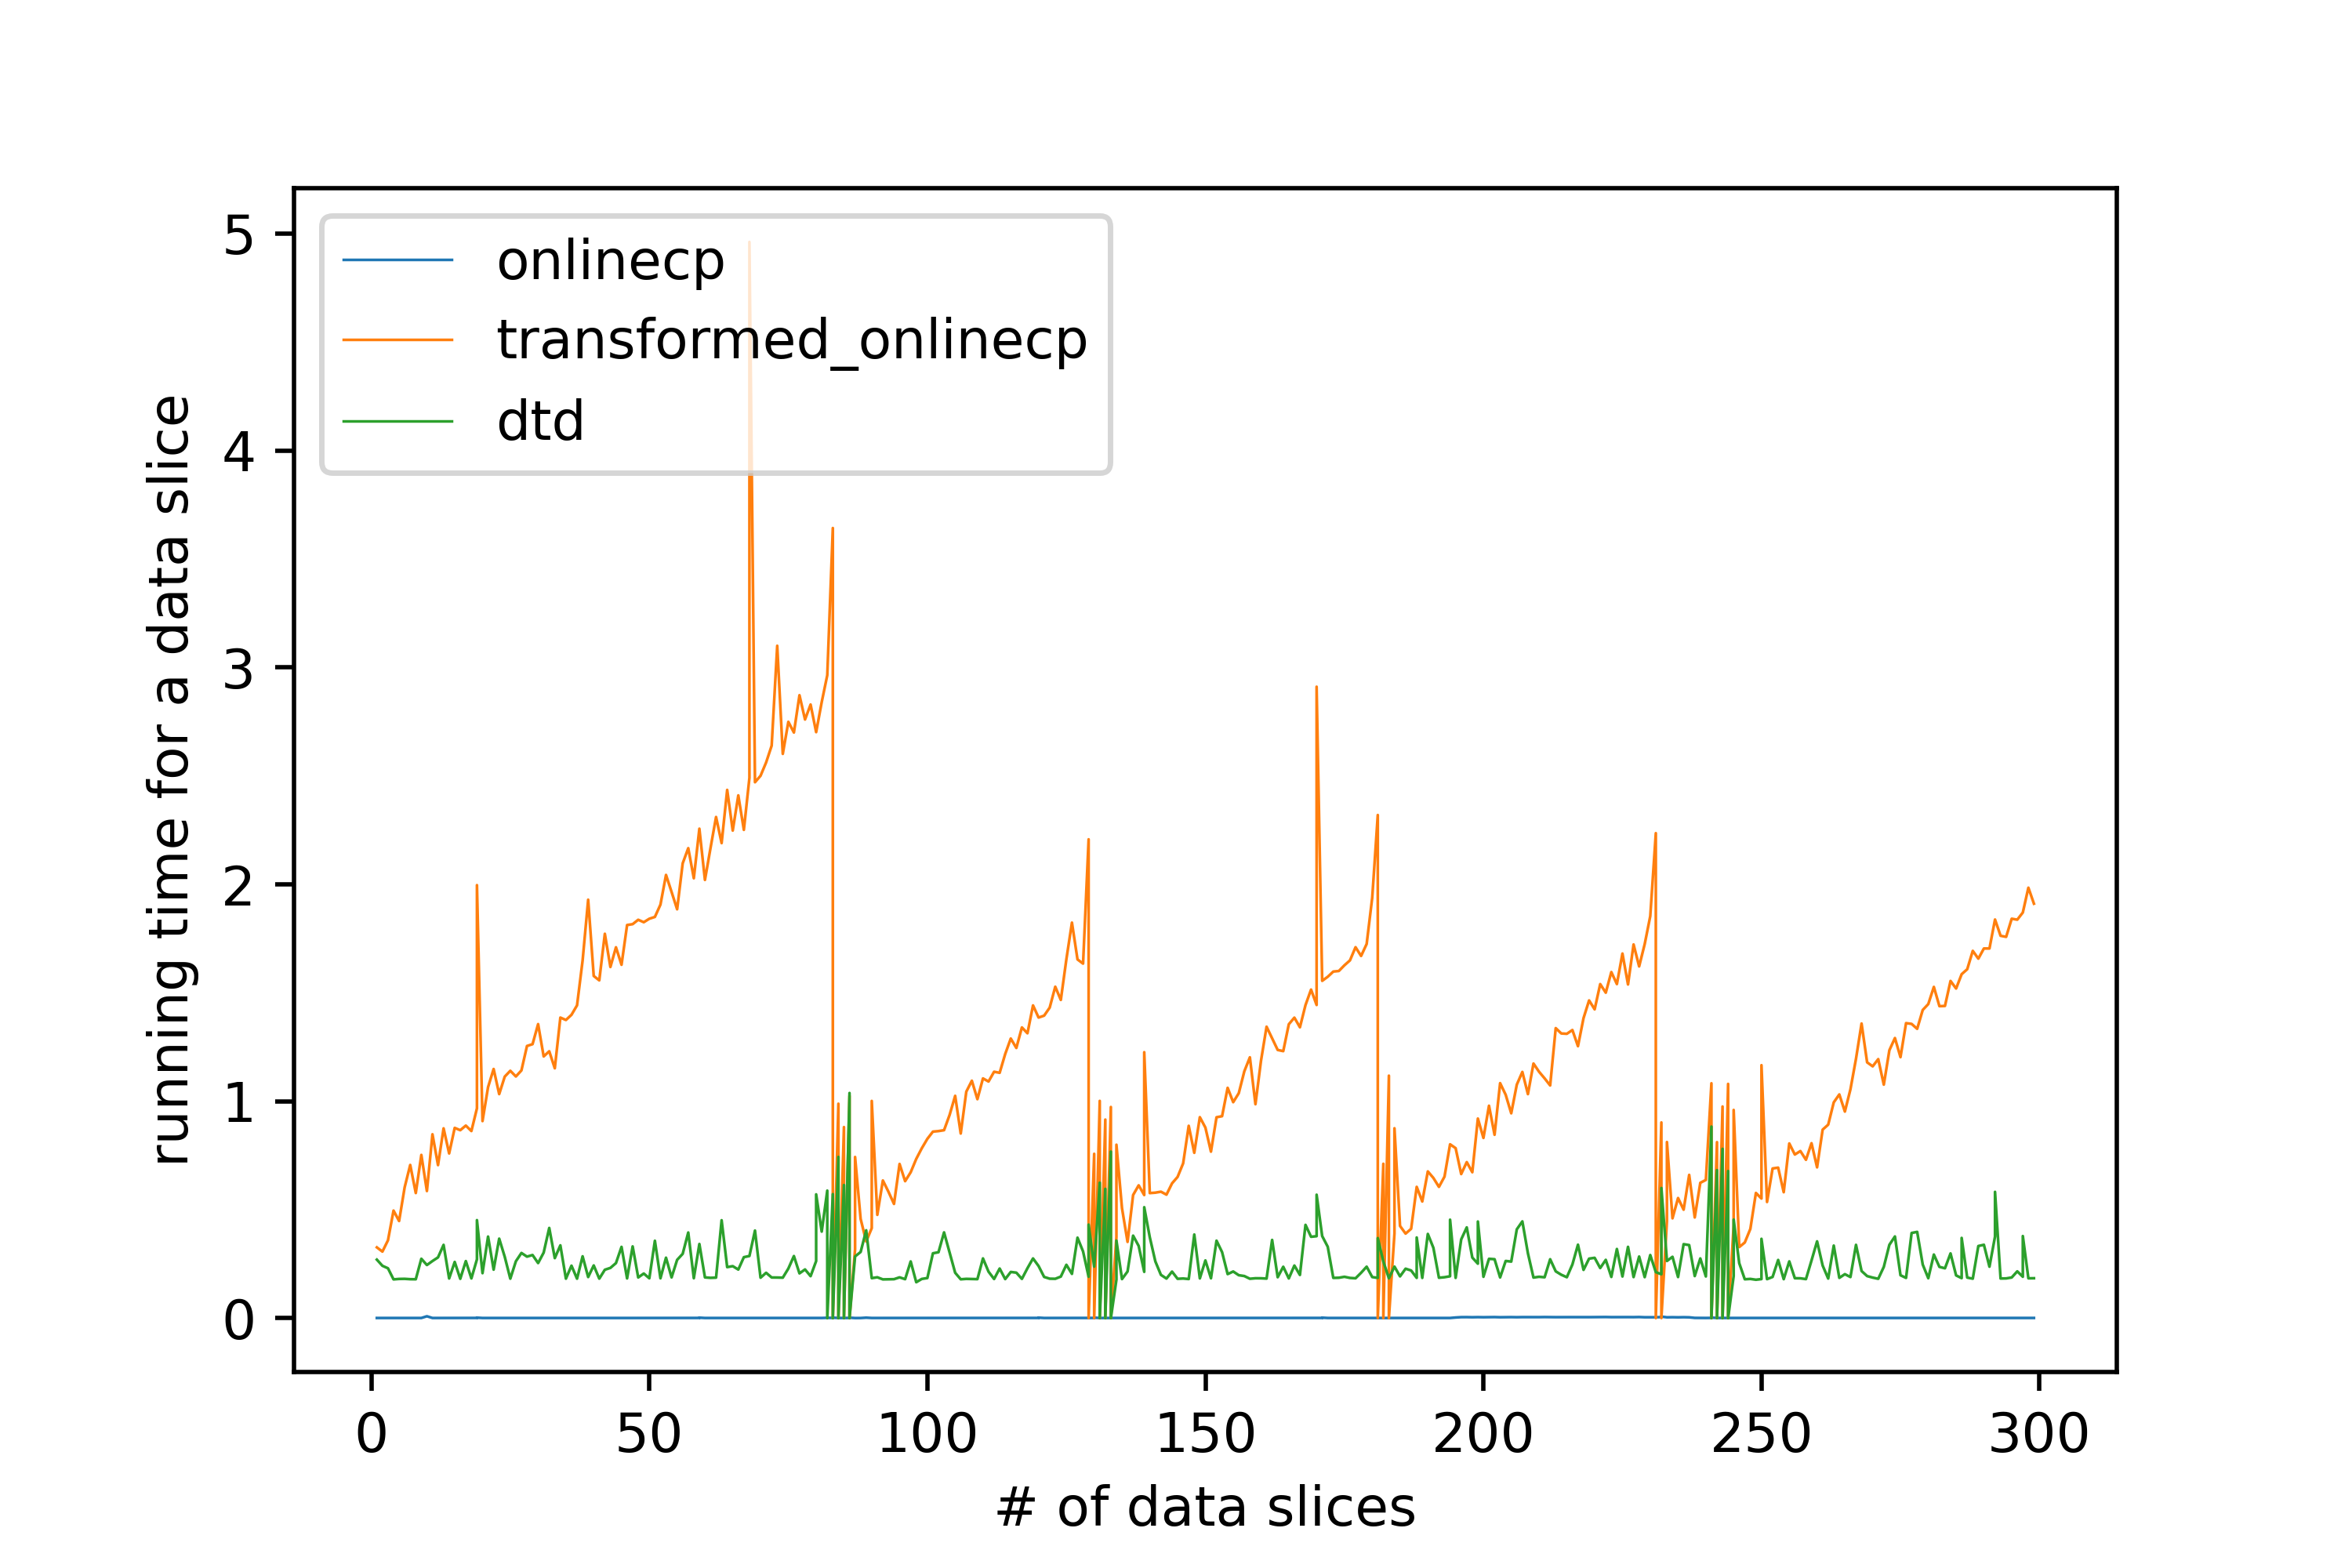 onlinecp
transformed_onlinecp
dtd
running time for a data slice
5
4
3
2
1
0
0 50 100 150 200 250 300
# of data slices